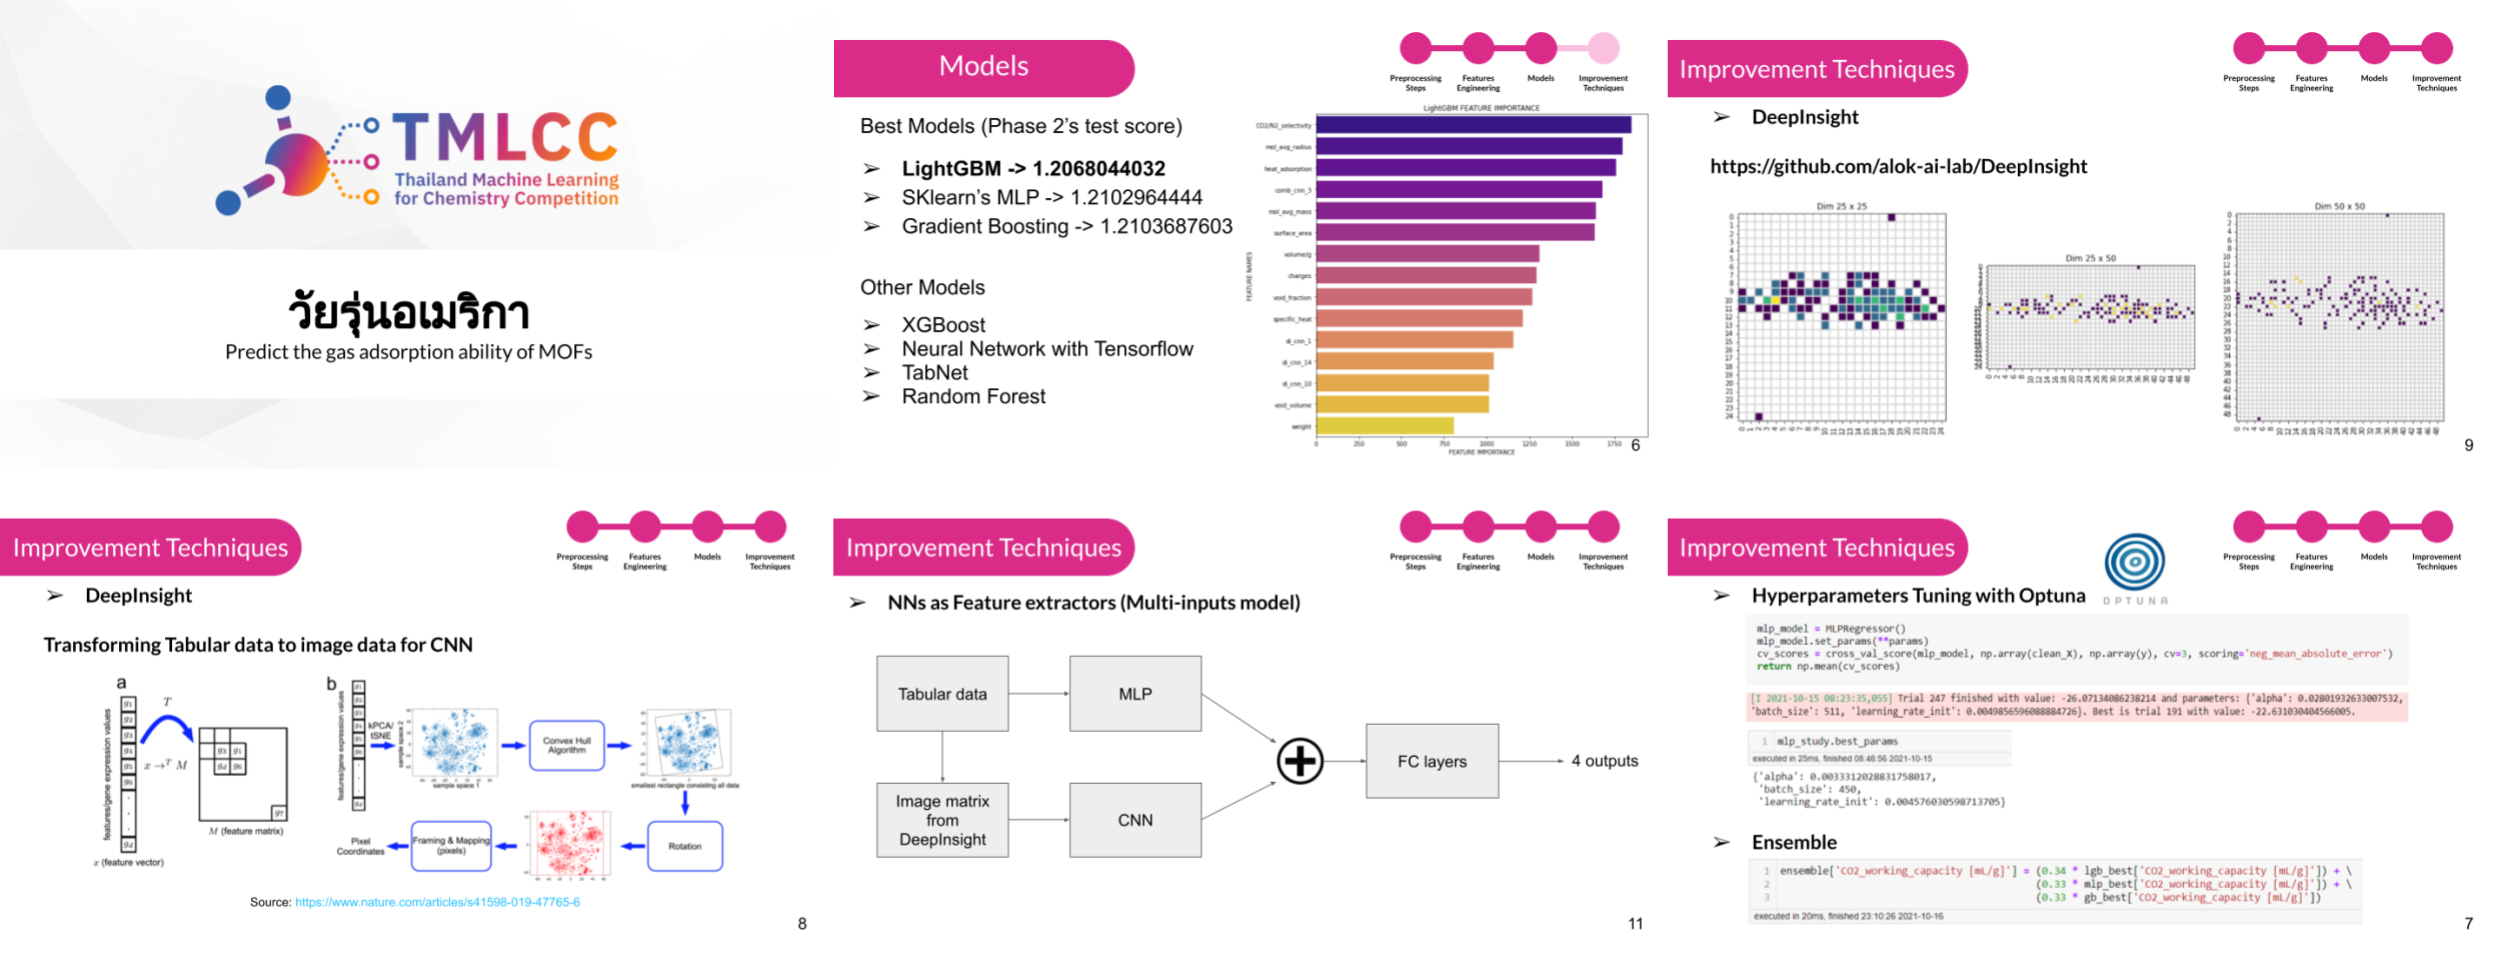 TMLCC
Thailand Machine Learning
for Chemistry Competition
วัยรุ่นอเมริกา
Predict the gas adsorption ability of MOFs
Models
Preprocessing Steps
Features Engineering
Models
Improvement Techniques
Best Models (Phase 2's test score)
➢ LightGBM -> 1.2068044032
➢ SKlearn's MLP -> 1.2102964444
➢ Gradient Boosting -> 1.2103687603
Other Models
➢ XGBoost
➢ Neural Network with Tensorflow
➢ TabNet
➢ Random Forest
LightGBM FEATURE IMPORTANCE
FEATURE NAMES
CO2/N2_selectivity
mol_avg_radius
heat_adsorption
comb_cnn_3
mol_avg_mass
surface_area
volume/g
charges
void_fraction
specific_heat
di_cnn_1
di_cnn_14
di_cnn_10
void_volume
weight
0 250 500 750 1000 1250 1500 1750
FEATURE IMPORTANCE
6
Improvement Techniques
Preprocessing Steps
Features Engineering
Models
Improvement Techniques
➢ DeepInsight
https://github.com/alok-ai-lab/DeepInsight
Dim 25 x 25
Dim 25 x 50
Dim 50 x 50
9
Improvement Techniques
Preprocessing Steps
Features Engineering
Models
Improvement Techniques
➢ DeepInsight
Transforming Tabular data to image data for CNN
a
features/gene expression values
g1
g2
g3
g4
g5
g6
gd
T
x →T M
g3 g1
gd g6
g7
M (feature matrix)
x (feature vector)
b
features/gene expression values
kPCA/
tSNE
sample space 2
sample space 1
Convex Hull
Algorithm
smallest rectangle consisting all data
Rotation
Framing & Mapping
(pixels)
Pixel
Coordinates
Source: https://www.nature.com/articles/s41598-019-47765-6
8
Improvement Techniques
Preprocessing Steps
Features Engineering
Models
Improvement Techniques
➢ NNs as Feature extractors (Multi-inputs model)
Tabular data
MLP
Image matrix
from
DeepInsight
CNN
FC layers
4 outputs
11
Improvement Techniques
Preprocessing Steps
Features Engineering
Models
Improvement Techniques
OPTUNA
➢ Hyperparameters Tuning with Optuna
mlp_model = MLPRegressor()
mlp_model.set_params(**params)
cv_scores = cross_val_score(mlp_model, np.array(clean_X), np.array(y), cv=3, scoring='neg_mean_absolute_error')
return np.mean(cv_scores)
[I 2021-10-15 08:23:35,055] Trial 247 finished with value: -26.07134086238214 and parameters: {'alpha': 0.02801932633007532,
'batch_size': 511, 'learning_rate_init': 0.0049856596088884726}. Best is trial 191 with value: -22.631030404566005.
1 mlp_study.best_params
executed in 25ms, finished 08:48:56 2021-10-15
{'alpha': 0.0033312028831758017,
'batch_size': 450,
'learning_rate_init': 0.004576030598713705}
➢ Ensemble
1 ensemble['CO2_working_capacity [mL/g]'] = (0.34 * lgb_best['CO2_working_capacity [mL/g]']) + \
2 (0.33 * mlp_best['CO2_working_capacity [mL/g]']) + \
3 (0.33 * gb_best['CO2_working_capacity [mL/g]'])
executed in 20ms, finished 23:10:26 2021-10-16
7